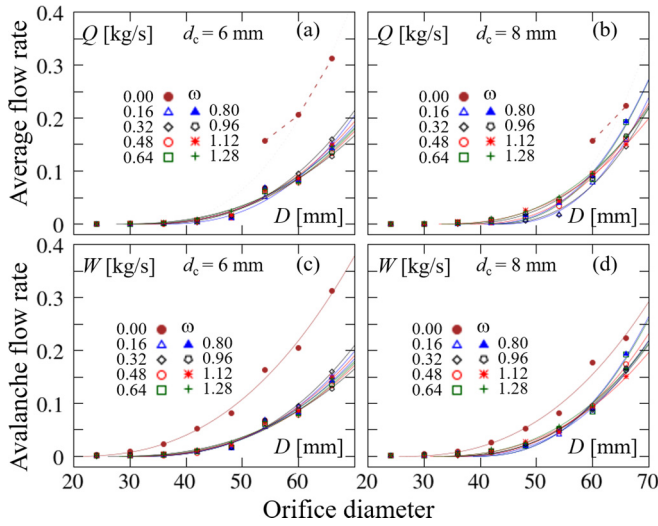 Q [kg/s] d_c = 6 mm (a)
0.00 ω
0.16 0.80
0.32 0.96
0.48 1.12
0.64 1.28
D [mm]
Q [kg/s] d_c = 8 mm (b)
0.00 ω
0.16 0.80
0.32 0.96
0.48 1.12
0.64 1.28
D [mm]
Average flow rate
0.4
0.3
0.2
0.1
0
W [kg/s] d_c = 6 mm (c)
0.00 ω
0.16 0.80
0.32 0.96
0.48 1.12
0.64 1.28
D [mm]
W [kg/s] d_c = 8 mm (d)
0.00 ω
0.16 0.80
0.32 0.96
0.48 1.12
0.64 1.28
D [mm]
Avalanche flow rate
0.4
0.3
0.2
0.1
0
20 30 40 50 60 20 30 40 50 60 70
Orifice diameter